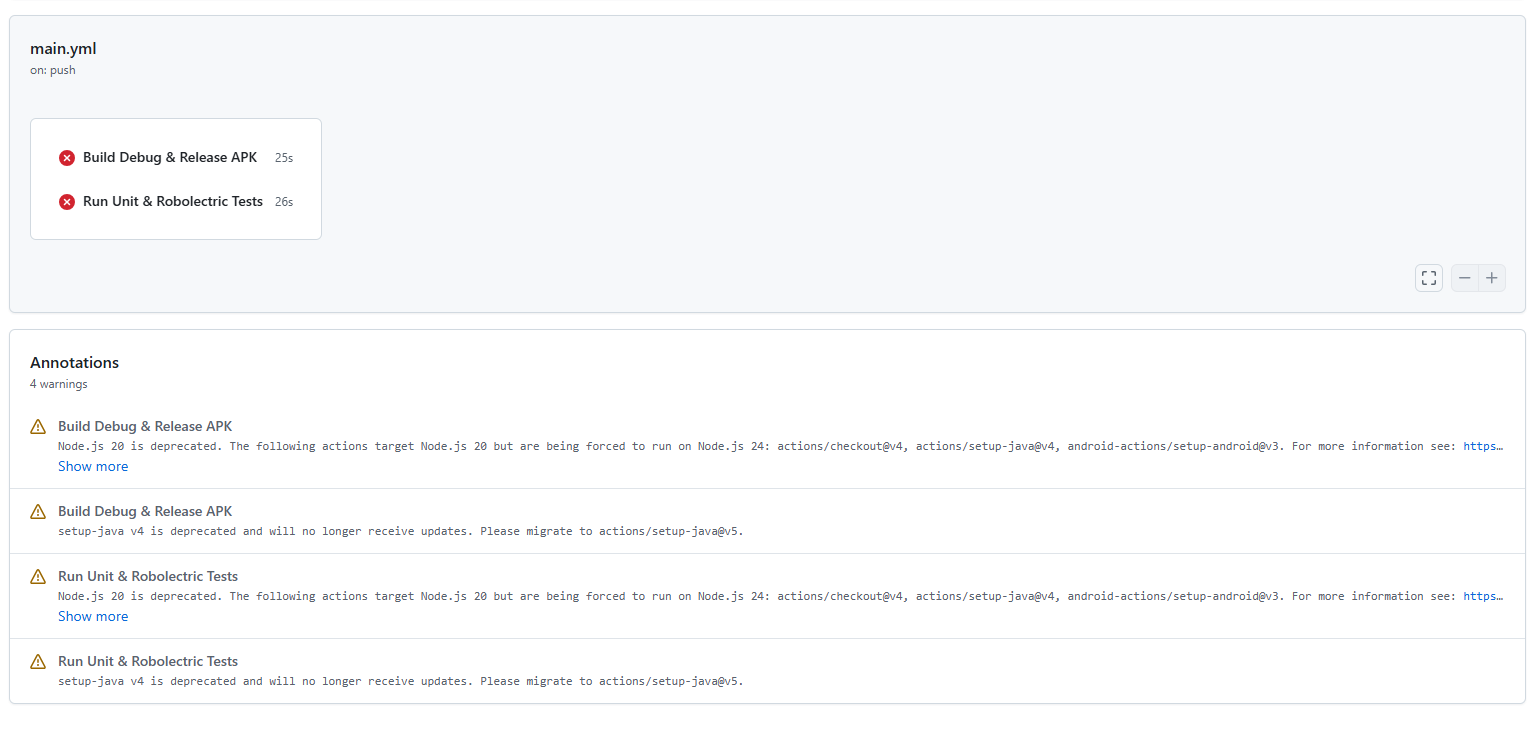 main.yml
on: push
Build Debug & Release APK 25s
Run Unit & Robolectric Tests 26s
Annotations
4 warnings
Build Debug & Release APK
Node.js 20 is deprecated. The following actions target Node.js 20 but are being forced to run on Node.js 24: actions/checkout@v4, actions/setup-java@v4, android-actions/setup-android@v3. For more information see: https…
Show more
Build Debug & Release APK
setup-java v4 is deprecated and will no longer receive updates. Please migrate to actions/setup-java@v5.
Run Unit & Robolectric Tests
Node.js 20 is deprecated. The following actions target Node.js 20 but are being forced to run on Node.js 24: actions/checkout@v4, actions/setup-java@v4, android-actions/setup-android@v3. For more information see: https…
Show more
Run Unit & Robolectric Tests
setup-java v4 is deprecated and will no longer receive updates. Please migrate to actions/setup-java@v5.